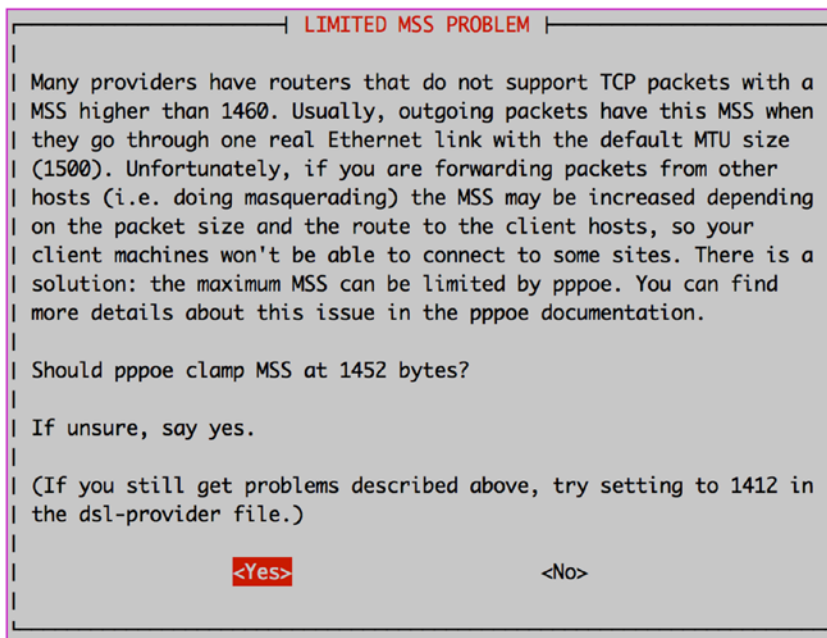 LIMITED MSS PROBLEM
Many providers have routers that do not support TCP packets with a
MSS higher than 1460. Usually, outgoing packets have this MSS when
they go through one real Ethernet link with the default MTU size
(1500). Unfortunately, if you are forwarding packets from other
hosts (i.e. doing masquerading) the MSS may be increased depending
on the packet size and the route to the client hosts, so your
client machines won't be able to connect to some sites. There is a
solution: the maximum MSS can be limited by pppoe. You can find
more details about this issue in the pppoe documentation.
Should pppoe clamp MSS at 1452 bytes?
If unsure, say yes.
(If you still get problems described above, try setting to 1412 in
the dsl-provider file.)
<Yes> <No>